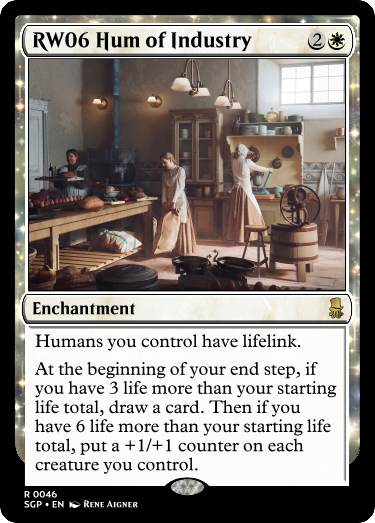 RW06 Hum of Industry 2
Enchantment
Humans you control have lifelink.
At the beginning of your end step, if
you have 3 life more than your starting
life total, draw a card. Then if you
have 6 life more than your starting life
total, put a +1/+1 counter on each
creature you control.
R 0046
SGP • EN Rene Aigner